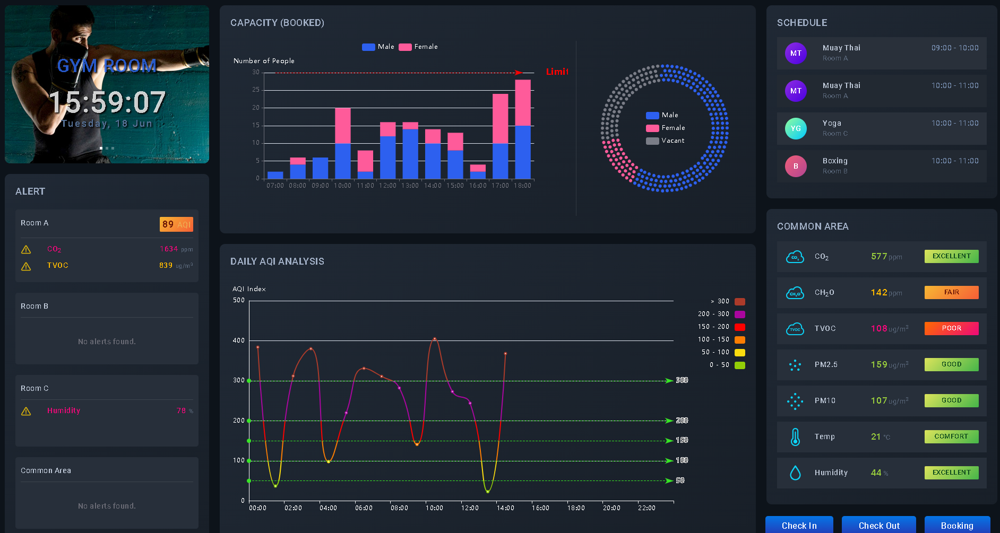 GYM ROOM
15:59:07
Tuesday, 18 Jun
ALERT
Room A
89 AQI
CO₂ 1634 ppm
TVOC 839 ug/m³
Room B
No alerts found.
Room C
Humidity 78 %
Common Area
No alerts found.
CAPACITY (BOOKED)
Male Female
Number of People
30
Limit
25
20
15
10
5
0
07:00 08:00 09:00 10:00 11:00 12:00 13:00 14:00 15:00 16:00 17:00 18:00
Male
Female
Vacant
DAILY AQI ANALYSIS
AQI Index
500
400
300
200
100
0
300
200
150
100
50
00:00 02:00 04:00 06:00 08:00 10:00 12:00 14:00 16:00 18:00 20:00 22:00
> 300
200 - 300
150 - 200
100 - 150
50 - 100
0 - 50
SCHEDULE
MT Muay Thai 09:00 - 10:00
Room A
MT Muay Thai 10:00 - 11:00
Room A
YG Yoga 10:00 - 11:00
Room C
B Boxing 10:00 - 11:00
Room B
COMMON AREA
CO₂ CO₂ 577 ppm EXCELLENT
CH₂O CH₂O 142 ppm FAIR
TVOC TVOC 108 ug/m³ POOR
PM2.5 159 ug/m³ GOOD
PM10 107 ug/m³ GOOD
Temp 21 °C COMFORT
Humidity 44 % EXCELLENT
Check In Check Out Booking